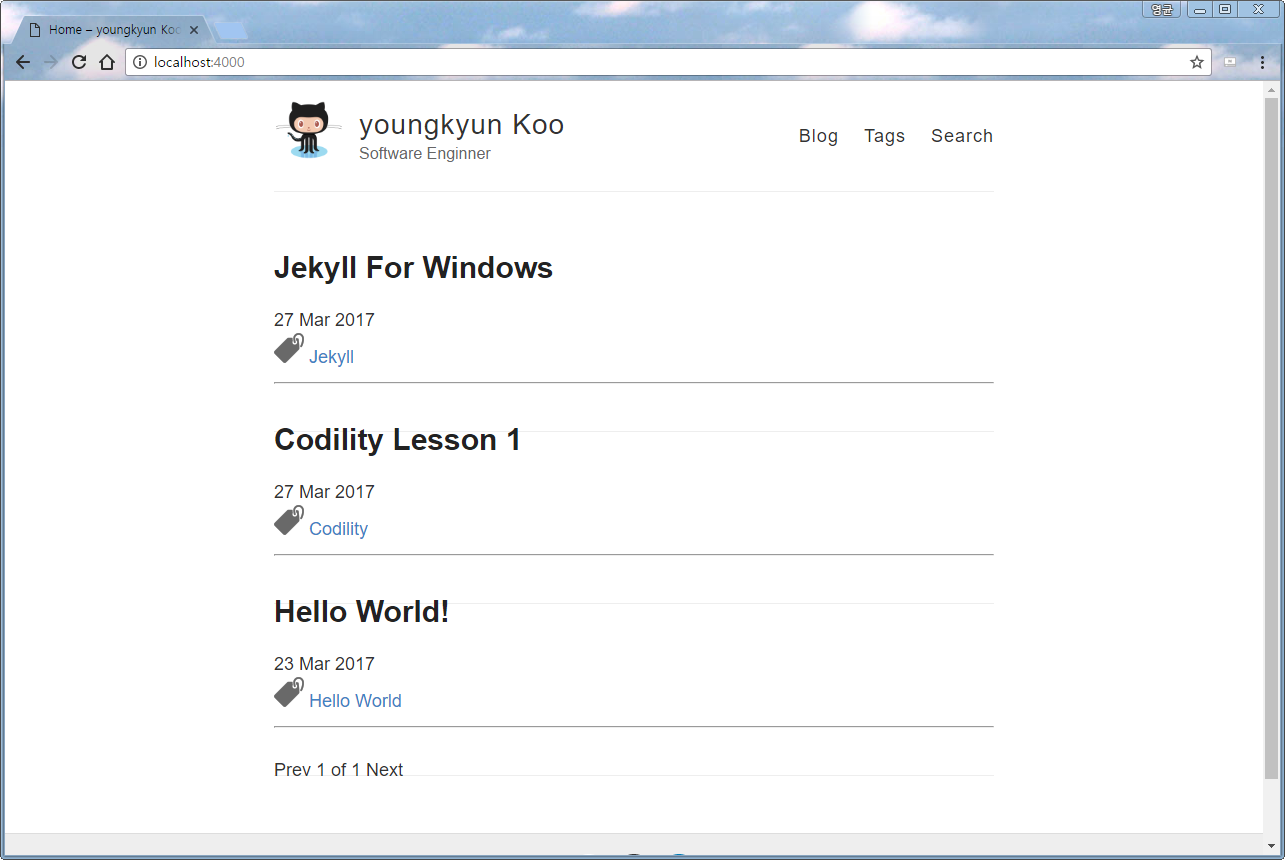 영균
Home – youngkyun Koo
localhost:4000
youngkyun Koo
Software Enginner
Blog Tags Search
Jekyll For Windows
27 Mar 2017
Jekyll
Codility Lesson 1
27 Mar 2017
Codility
Hello World!
23 Mar 2017
Hello World
Prev 1 of 1 Next